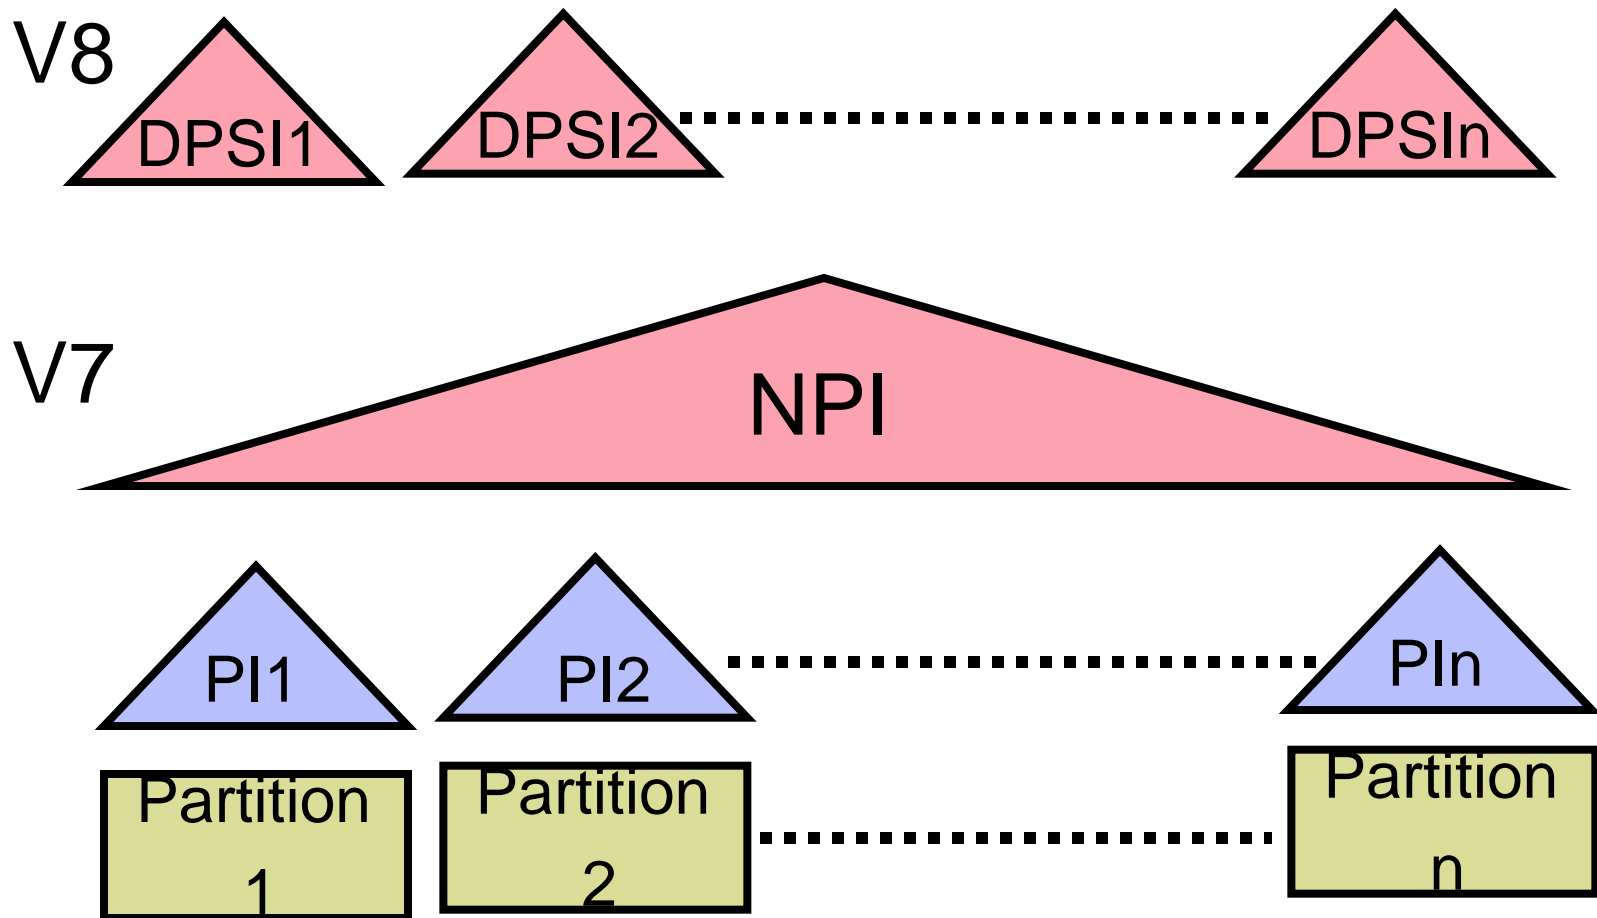 V8
DPSI1
DPSI2
DPSIn
V7
NPI
PI1
PI2
PIn
Partition
1
Partition
2
Partition
n